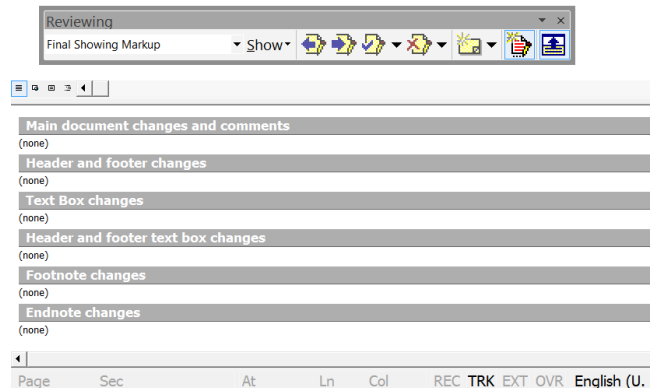 Reviewing
Final Showing Markup Show
Main document changes and comments
(none)
Header and footer changes
(none)
Text Box changes
(none)
Header and footer text box changes
(none)
Footnote changes
(none)
Endnote changes
(none)
Page Sec At Ln Col REC TRK EXT OVR English (U.